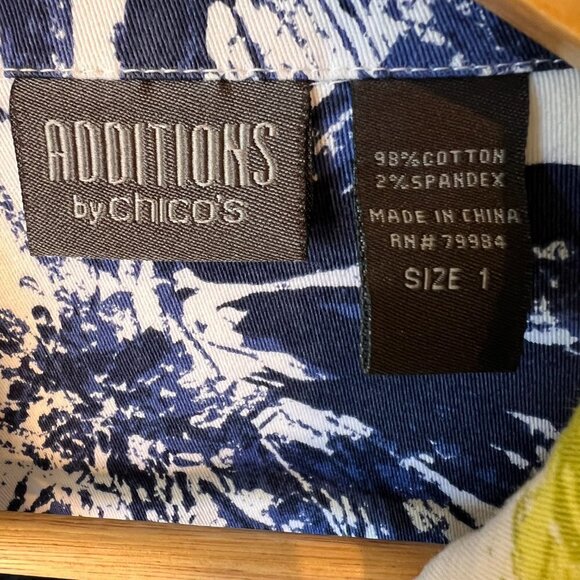 ADDITIONS
by chico's
98% COTTON
2% SPANDEX
MADE IN CHINA
RN# 79984
SIZE 1